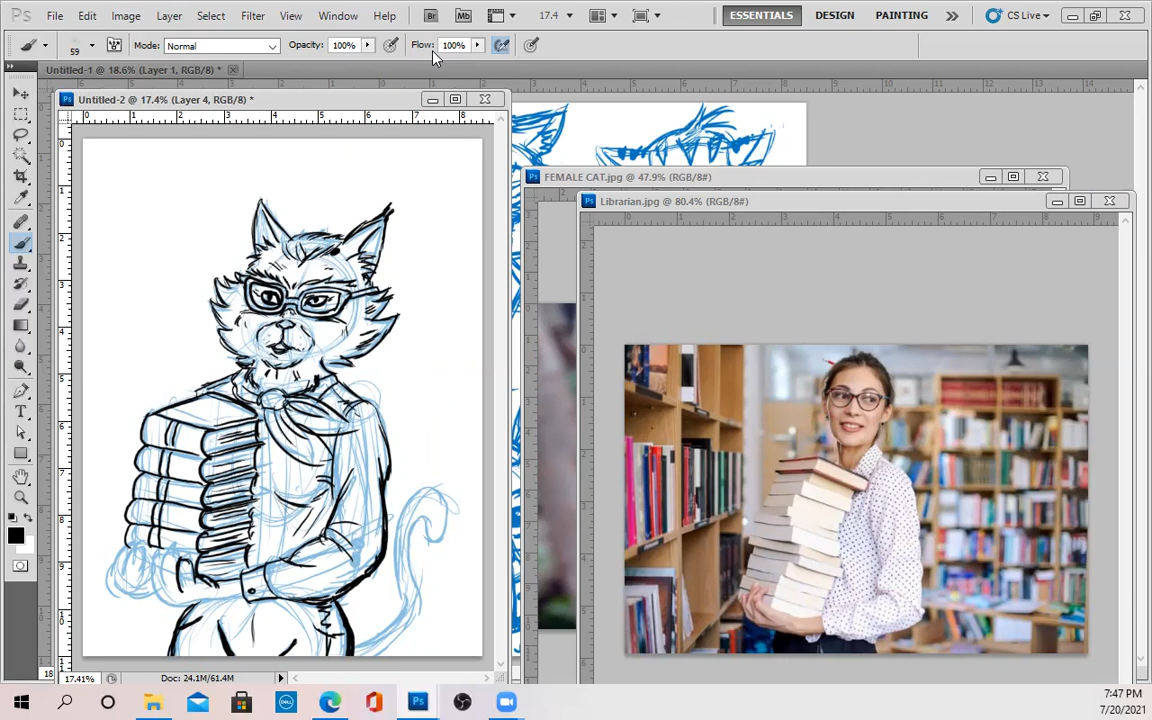 Ps File Edit Image Layer Select Filter View Window Help Br Mb 17.4 ESSENTIALS DESIGN PAINTING CS Live
59 Mode: Normal Opacity: 100% Flow: 100%
Untitled-1 @ 18.6% (Layer 1, RGB/8) *
Untitled-2 @ 17.4% (Layer 4, RGB/8) *
FEMALE CAT.jpg @ 47.9% (RGB/8#)
Librarian.jpg @ 80.4% (RGB/8#)
17.41% Doc: 24.1M/61.4M
18
7:47 PM
7/20/2021